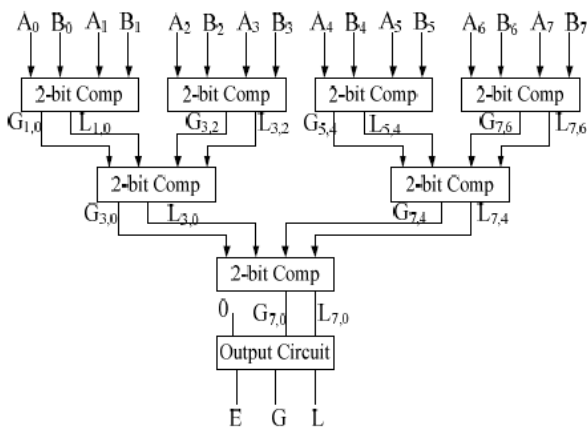 A0 B0 A1 B1 A2 B2 A3 B3 A4 B4 A5 B5 A6 B6 A7 B7
2-bit Comp 2-bit Comp 2-bit Comp 2-bit Comp
G1,0 L1,0 G3,2 L3,2 G5,4 L5,4 G7,6 L7,6
2-bit Comp 2-bit Comp
G3,0 L3,0 G7,4 L7,4
2-bit Comp
0 G7,0 L7,0
Output Circuit
E G L